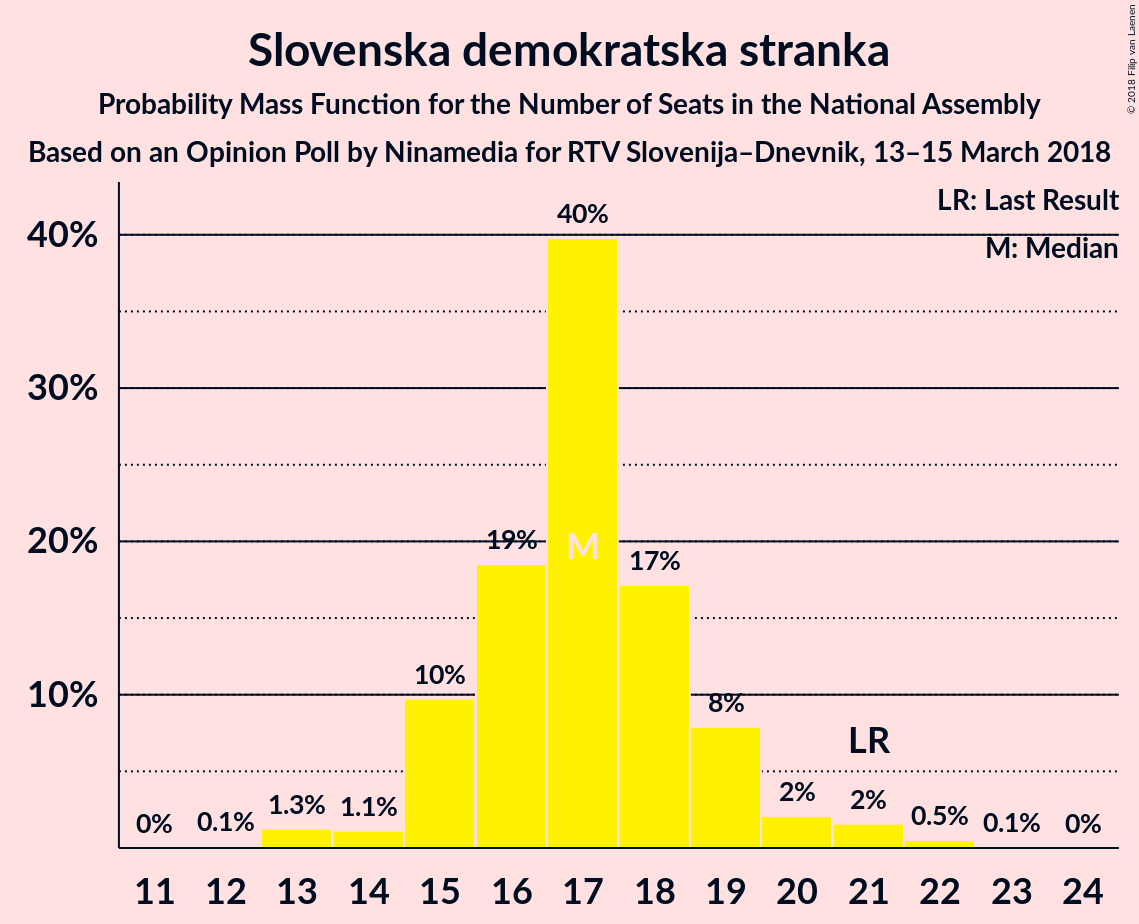 Slovenska demokratska stranka
Probability Mass Function for the Number of Seats in the National Assembly
Based on an Opinion Poll by Ninamedia for RTV Slovenija–Dnevnik, 13–15 March 2018
© 2018 Filip van Laenen
LR: Last Result
M: Median
40%
30%
20%
10%
0% 0.1% 1.3% 1.1% 10% 19% 40% 17% 8% 2% 2% 0.5% 0.1% 0%
M
LR
11 12 13 14 15 16 17 18 19 20 21 22 23 24